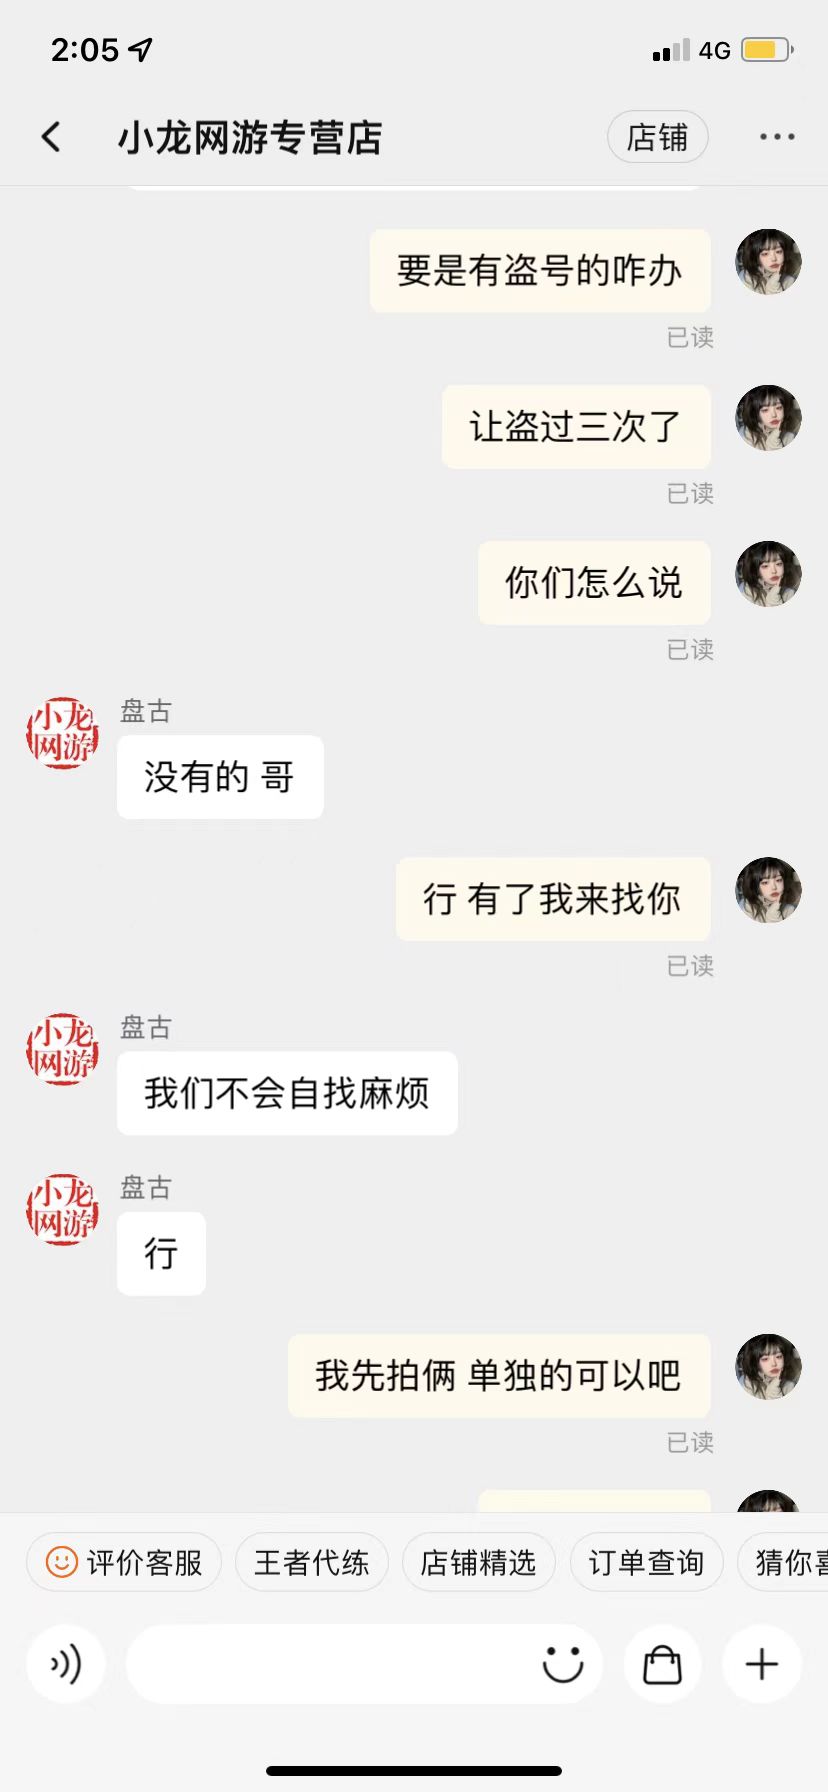 2:05
4G
小龙网游专营店
店铺
要是有盗号的咋办
已读
让盗过三次了
已读
你们怎么说
已读
小龙
网游
盘古
没有的 哥
行 有了我来找你
已读
小龙
网游
盘古
我们不会自找麻烦
小龙
网游
盘古
行
我先拍俩 单独的可以吧
已读
评价客服
王者代练
店铺精选
订单查询
猜你喜